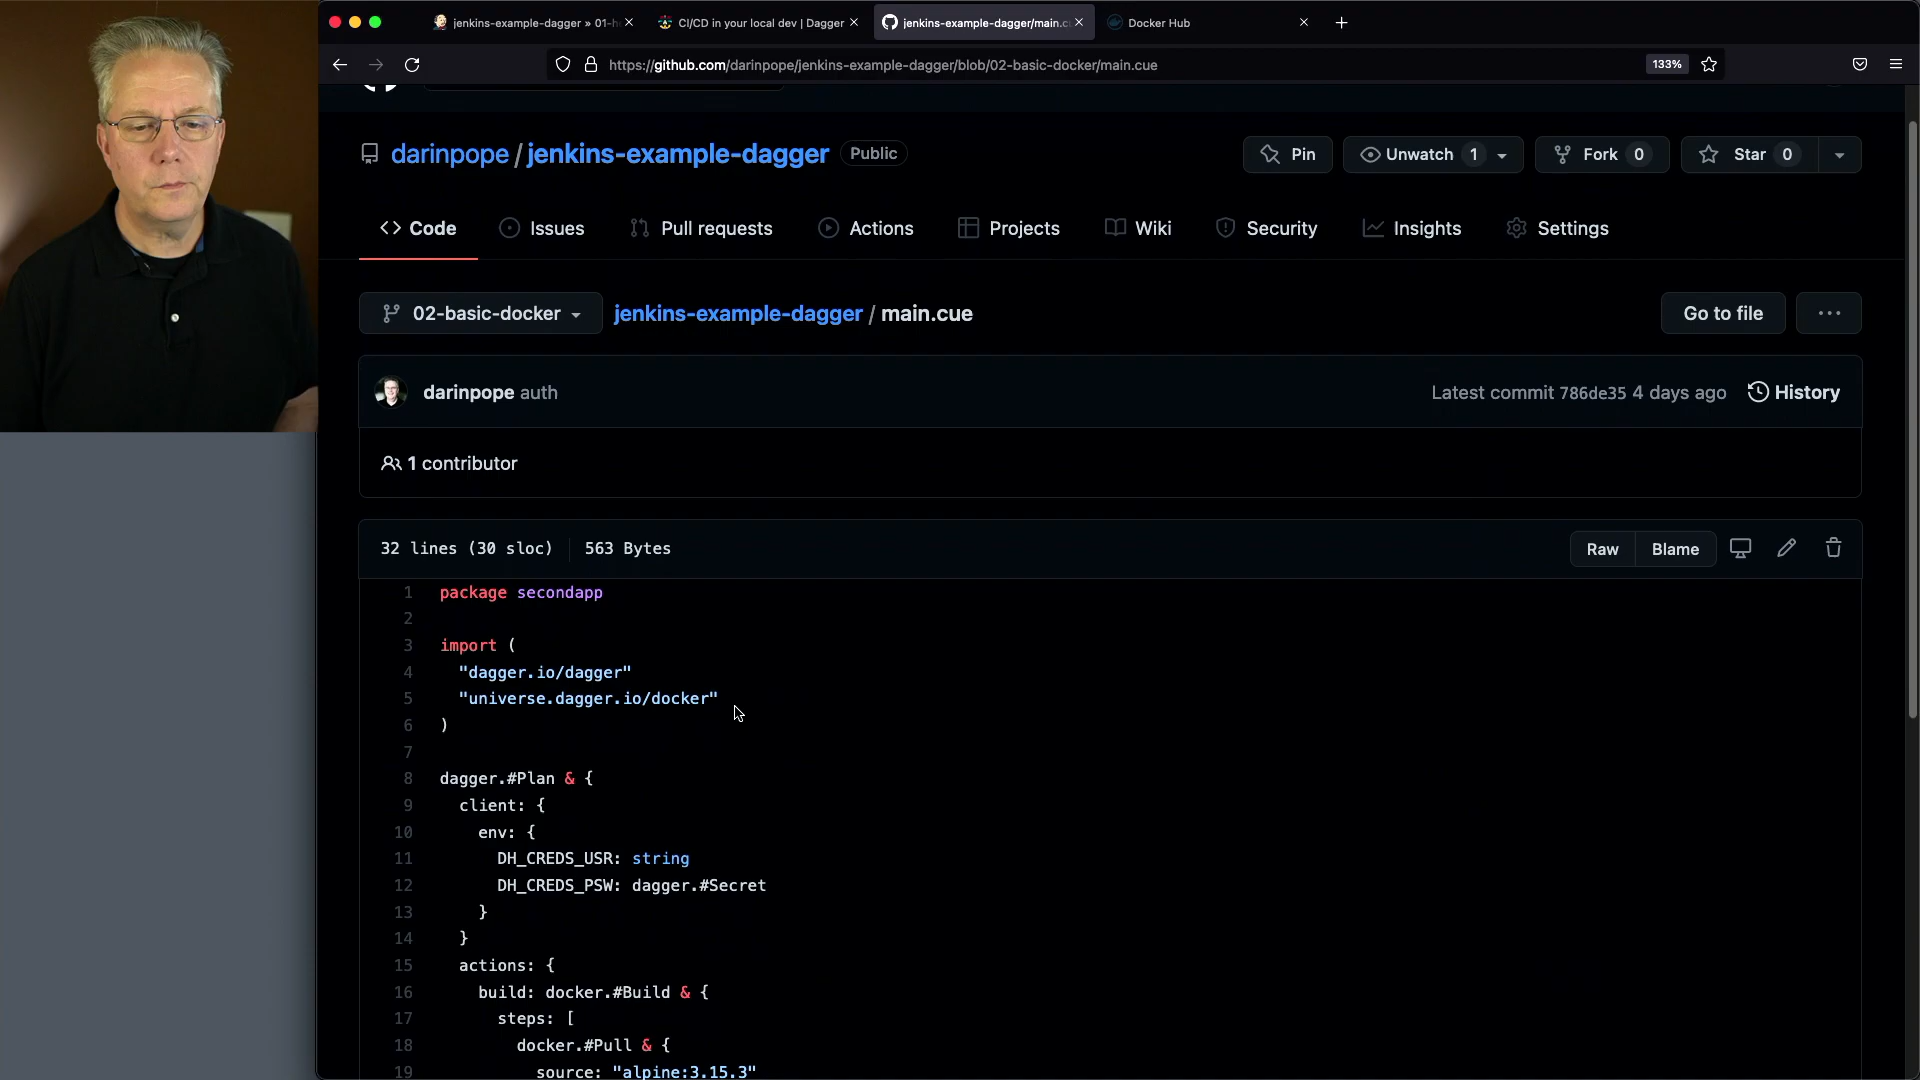 jenkins-example-dagger » 01-h
CI/CD in your local dev | Dagger
jenkins-example-dagger/main.c
Docker Hub
https://github.com/darinpope/jenkins-example-dagger/blob/02-basic-docker/main.cue
133%
darinpope / jenkins-example-dagger Public
Pin
Unwatch 1
Fork 0
Star 0
Code
Issues
Pull requests
Actions
Projects
Wiki
Security
Insights
Settings
02-basic-docker
jenkins-example-dagger / main.cue
Go to file
darinpope auth
Latest commit 786de35 4 days ago
History
1 contributor
32 lines (30 sloc)
563 Bytes
Raw
Blame
1 package secondapp
2
3 import (
4 "dagger.io/dagger"
5 "universe.dagger.io/docker"
6 )
7
8 dagger.#Plan & {
9 client: {
10 env: {
11 DH_CREDS_USR: string
12 DH_CREDS_PSW: dagger.#Secret
13 }
14 }
15 actions: {
16 build: docker.#Build & {
17 steps: [
18 docker.#Pull & {
19 source: "alpine:3.15.3"